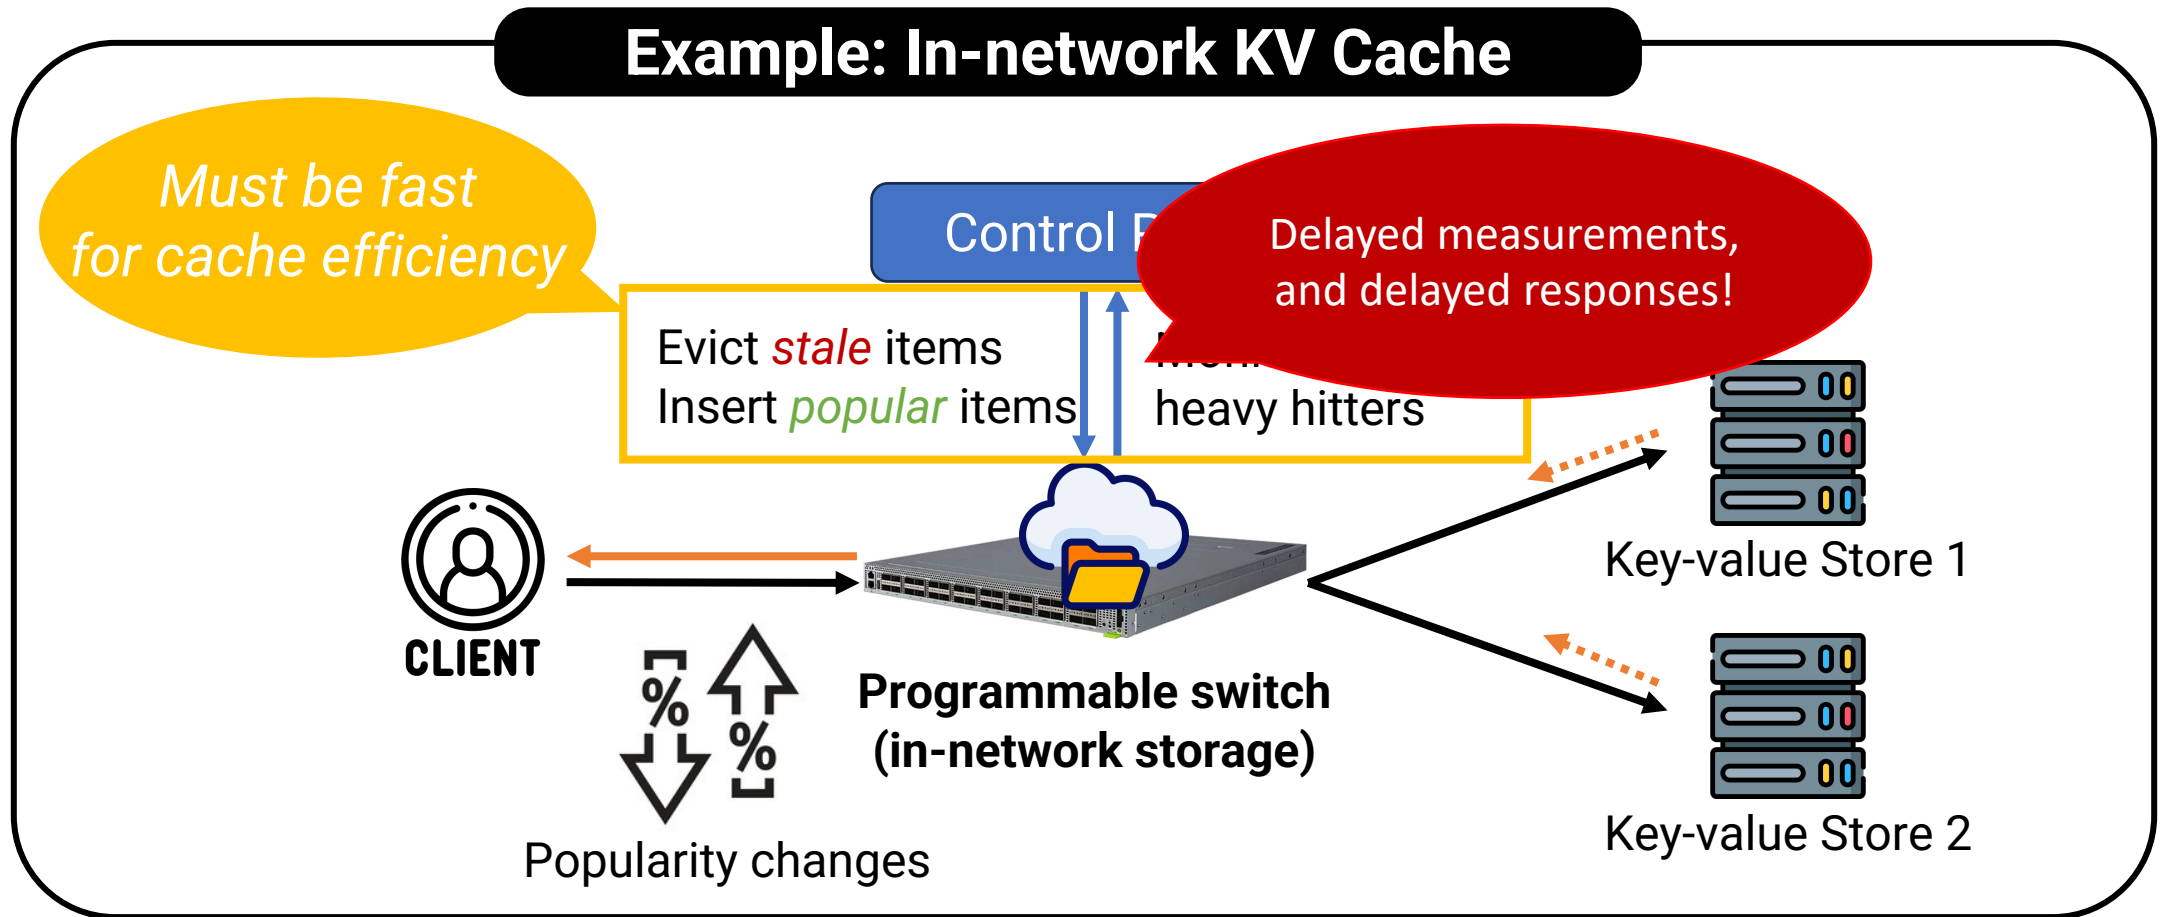 Example: In-network KV Cache
Must be fast
for cache efficiency
Control
Delayed measurements,
and delayed responses!
Evict stale items
Insert popular items
heavy hitters
CLIENT
%
%
Popularity changes
Programmable switch
(in-network storage)
Key-value Store 1
Key-value Store 2